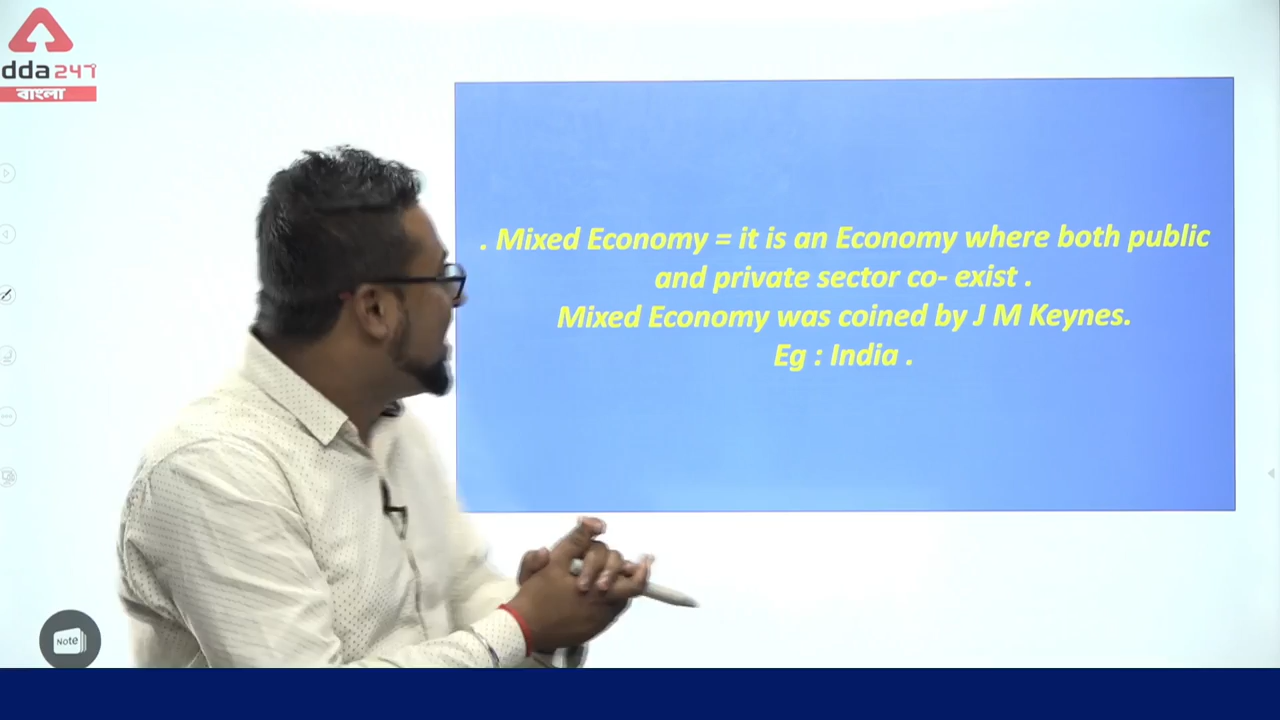 dda 247
বাংলা
. Mixed Economy = it is an Economy where both public
and private sector co- exist .
Mixed Economy was coined by J M Keynes.
Eg : India .
Note